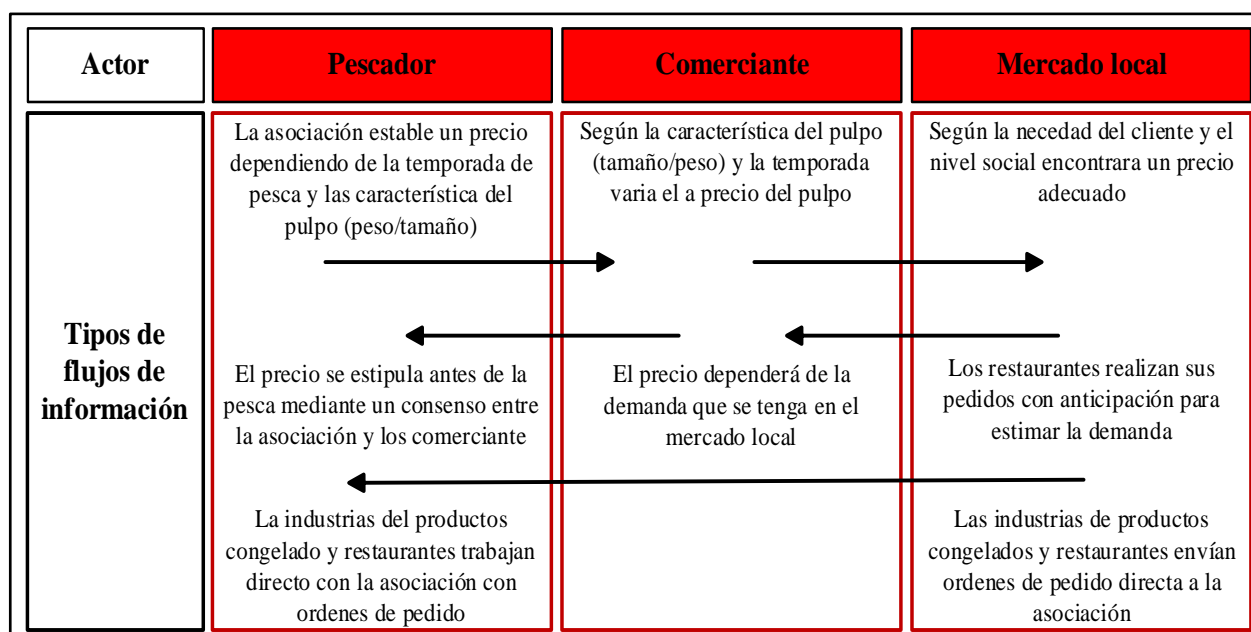 Actor
Pescador
Comerciante
Mercado local
Tipos de
flujos de
información
La asociación estable un precio
dependiendo de la temporada de
pesca y las característica del
pulpo (peso/tamaño)
Según la característica del pulpo
(tamaño/peso) y la temporada
varia el a precio del pulpo
Según la necedad del cliente y el
nivel social encontrara un precio
adecuado
El precio se estipula antes de la
pesca mediante un consenso entre
la asociación y los comerciante
El precio dependerá de la
demanda que se tenga en el
mercado local
Los restaurantes realizan sus
pedidos con anticipación para
estimar la demanda
La industrias del productos
congelado y restaurantes trabajan
directo con la asociación con
ordenes de pedido
Las industrias de productos
congelados y restaurantes envían
ordenes de pedido directa a la
asociación